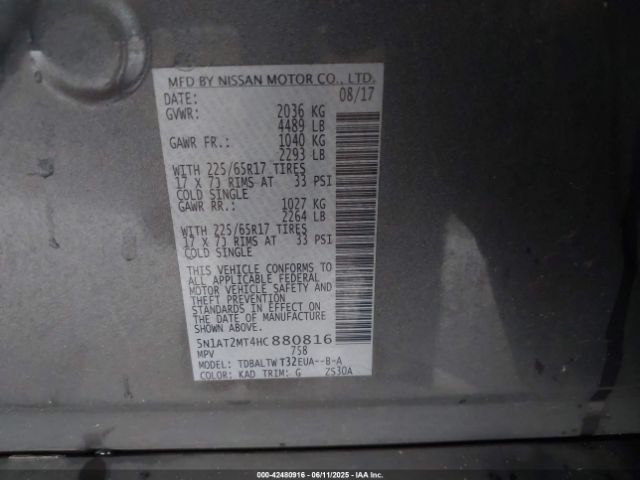 MFD BY NISSAN MOTOR CO., LTD.
DATE: 08/17
GVWR: 2036 KG
4489 LB
GAWR FR.: 1040 KG
2293 LB
WITH 225/65R17 TIRES
17 X 7J RIMS AT 33 PSI
COLD SINGLE
GAWR RR.: 1027 KG
2264 LB
WITH 225/65R17 TIRES
17 X 7J RIMS AT 33 PSI
COLD SINGLE
THIS VEHICLE CONFORMS TO
ALL APPLICABLE FEDERAL
MOTOR VEHICLE SAFETY AND
THEFT PREVENTION
STANDARDS IN EFFECT ON
THE DATE OF MANUFACTURE
SHOWN ABOVE.
5N1AT2MT4HC880816
MPV 758
MODEL: TDBALTW T32EUA--B-A
COLOR: KAD TRIM: G Z530A
00-42480916 - 06/11/2025 - IAAI.COM